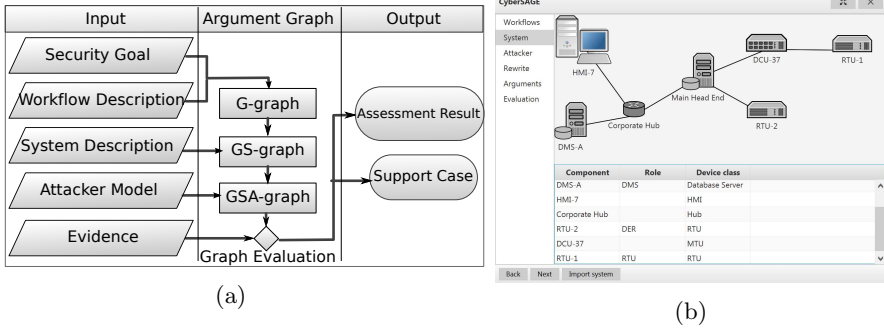 Input
Argument Graph
Output
Security Goal
Workflow Description
System Description
Attacker Model
Evidence
G-graph
GS-graph
GSA-graph
Graph Evaluation
Assessment Result
Support Case
(a)
CyberSAGE
Workflows
System
Attacker
Rewrite
Arguments
Evaluation
HMI-7
DMS-A
Corporate Hub
Main Head End
DCU-37
RTU-1
RTU-2
Component Role Device class
DMS-A DMS Database Server
HMI-7 HMI
Corporate Hub Hub
RTU-2 DER RTU
DCU-37 MTU
RTU-1 RTU RTU
Back Next Import system
(b)